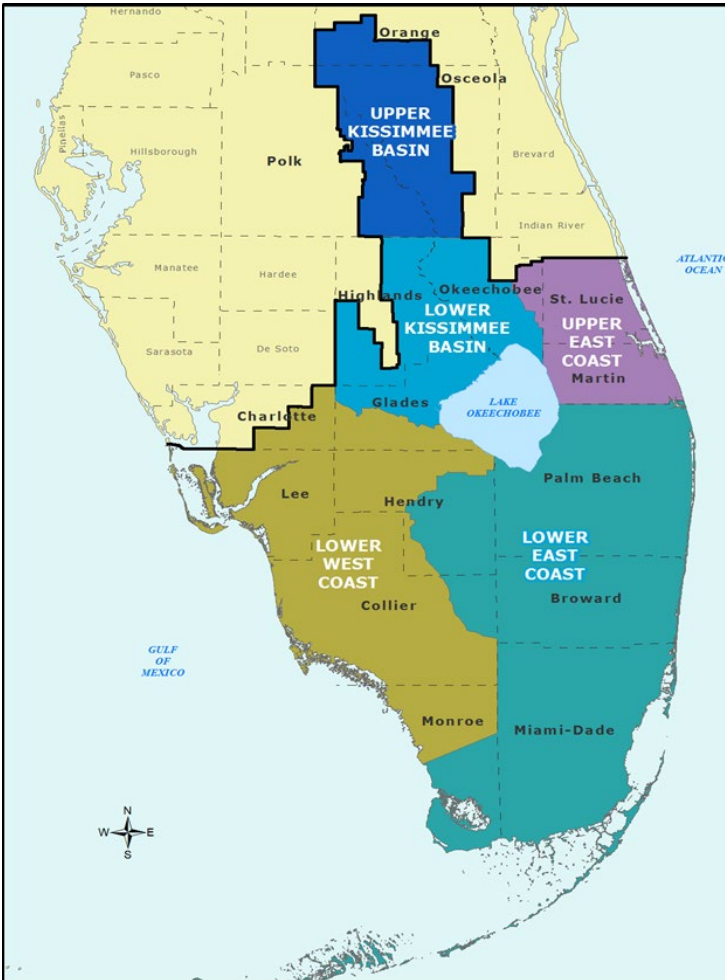 Hernando
Orange
Pasco
Osceola
Pinellas
UPPER
KISSIMMEE
BASIN
Hillsborough
Polk
Brevard
Indian River
ATLANTIC
OCEAN
Manatee
Hardee
Highlands
Okeechobee
St. Lucie
LOWER
KISSIMMEE
BASIN
UPPER
EAST
COAST
Sarasota
De Soto
Martin
Charlotte
Glades
LAKE
OKEECHOBEE
Palm Beach
Lee
Hendry
LOWER
WEST
COAST
LOWER
EAST
COAST
Collier
Broward
GULF
OF
MEXICO
Monroe
Miami-Dade
N
W E
S